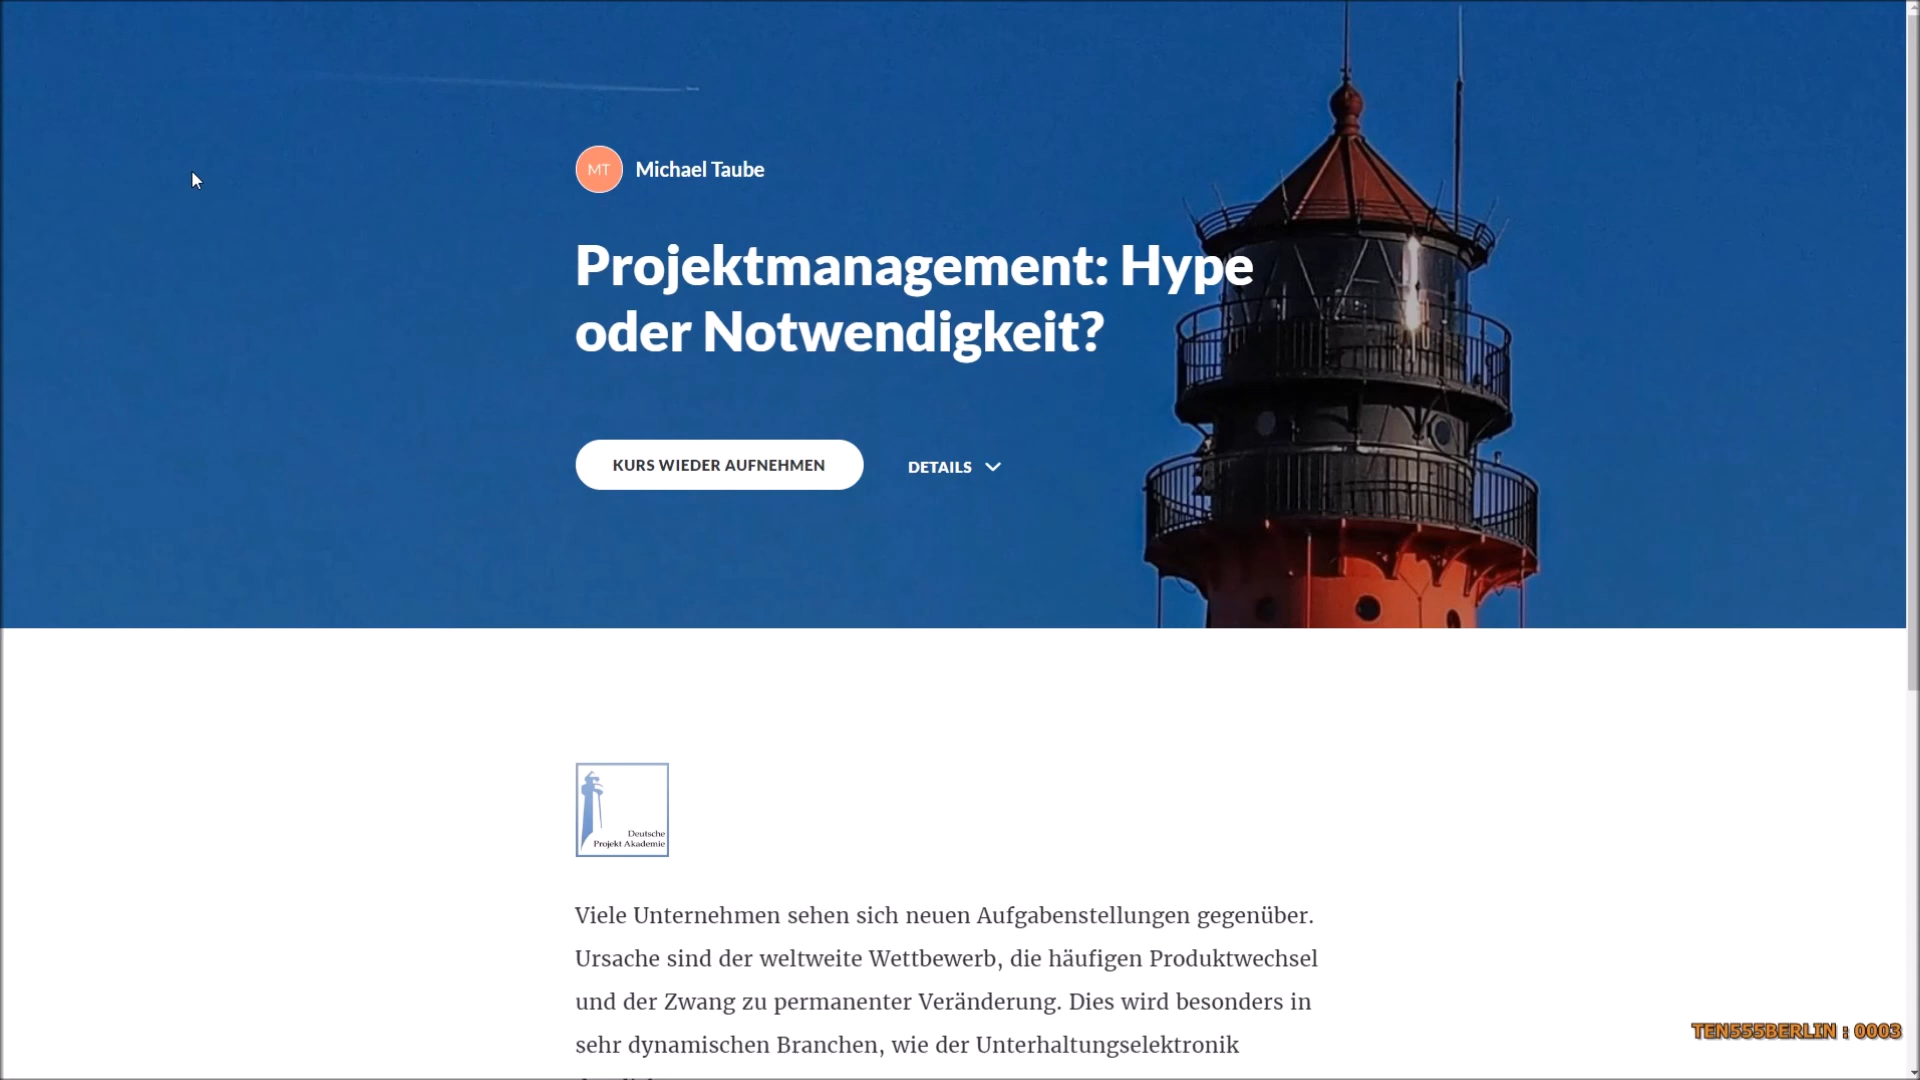 MT Michael Taube
Projektmanagement: Hype
oder Notwendigkeit?
KURS WIEDER AUFNEHMEN DETAILS
Deutsche
Projekt Akademie
Viele Unternehmen sehen sich neuen Aufgabenstellungen gegenüber.
Ursache sind der weltweite Wettbewerb, die häufigen Produktwechsel
und der Zwang zu permanenter Veränderung. Dies wird besonders in
sehr dynamischen Branchen, wie der Unterhaltungselektronik
TEN555BERLIN : 0003